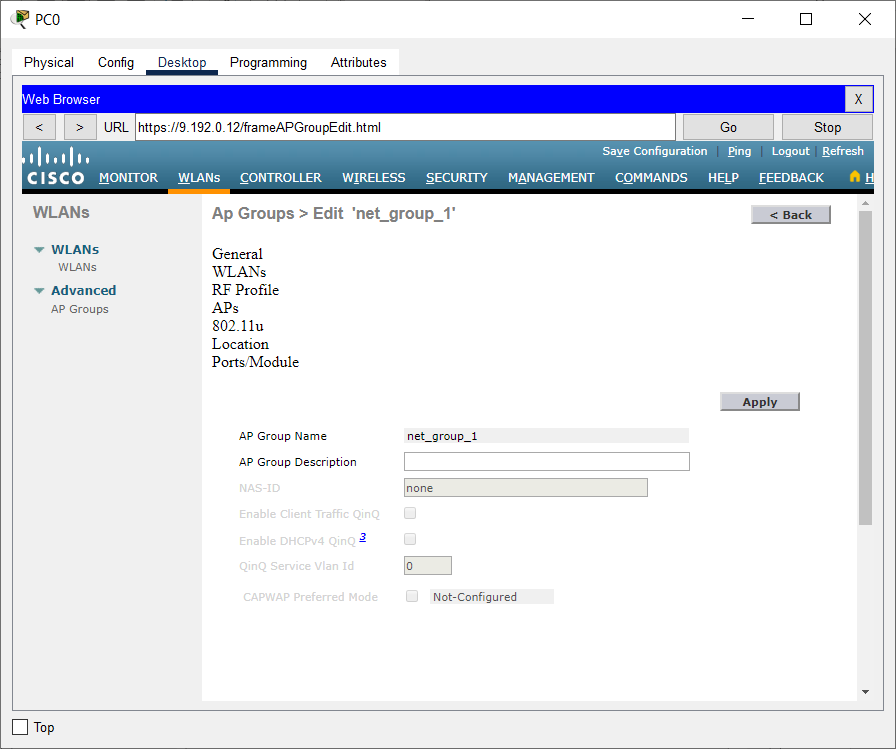 PC0
Physical Config Desktop Programming Attributes
Web Browser X
< > URL https://9.192.0.12/frameAPGroupEdit.html Go Stop
Save Configuration | Ping | Logout | Refresh
CISCO MONITOR WLANs CONTROLLER WIRELESS SECURITY MANAGEMENT COMMANDS HELP FEEDBACK H
WLANs
Ap Groups > Edit 'net_group_1' < Back
WLANs
WLANs
Advanced
AP Groups
General
WLANs
RF Profile
APs
802.11u
Location
Ports/Module
Apply
AP Group Name net_group_1
AP Group Description
NAS-ID none
Enable Client Traffic QinQ
Enable DHCPv4 QinQ 3
QinQ Service Vlan Id 0
CAPWAP Preferred Mode Not-Configured
Top